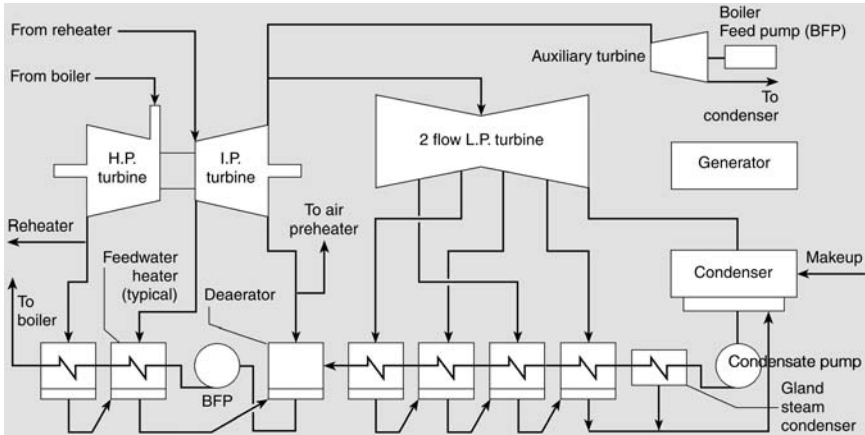 From reheater
From boiler
Boiler
Feed pump (BFP)
Auxiliary turbine
To
condenser
H.P.
turbine
I.P.
turbine
2 flow L.P. turbine
Generator
Reheater
To air
preheater
Feedwater
heater
(typical)
Deaerator
To
boiler
Condenser
Makeup
BFP
Condensate pump
Gland
steam
condenser